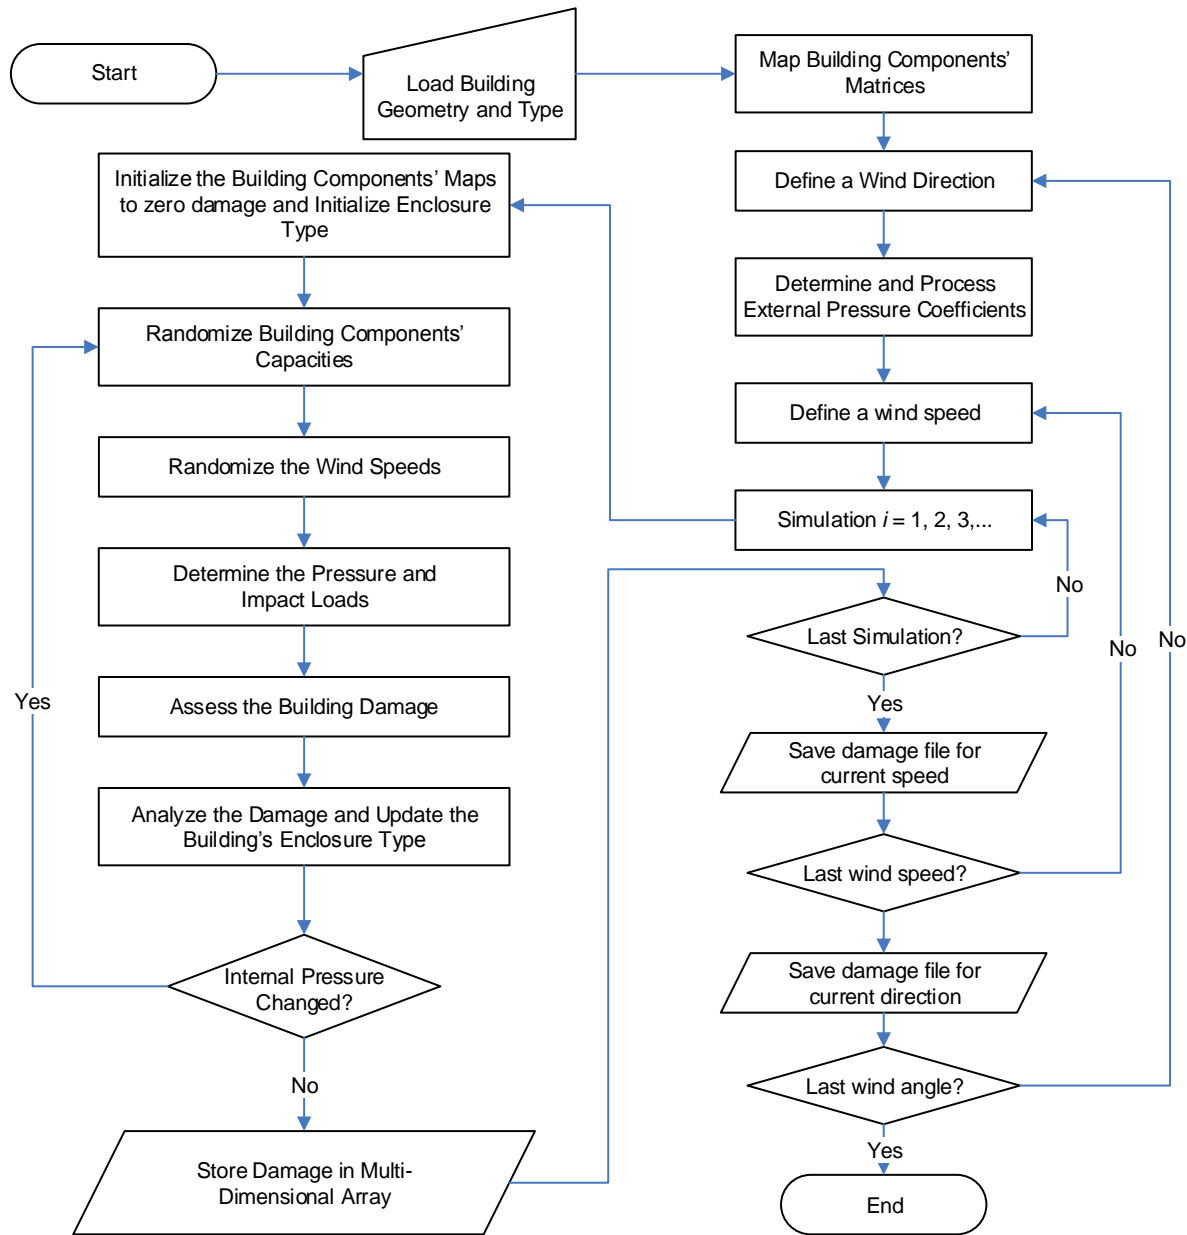 Start
Load Building
Geometry and Type
Map Building Components’
Matrices
Define a Wind Direction
Determine and Process
External Pressure Coefficients
Define a wind speed
Simulation i = 1, 2, 3,...
Initialize the Building Components’ Maps
to zero damage and Initialize Enclosure
Type
Randomize Building Components’
Capacities
Randomize the Wind Speeds
Determine the Pressure and
Impact Loads
Assess the Building Damage
Analyze the Damage and Update the
Building’s Enclosure Type
Internal Pressure
Changed?
Yes
No
Store Damage in Multi-
Dimensional Array
Last Simulation?
No
Yes
Save damage file for
current speed
Last wind speed?
No
Save damage file for
current direction
Last wind angle?
No
Yes
End